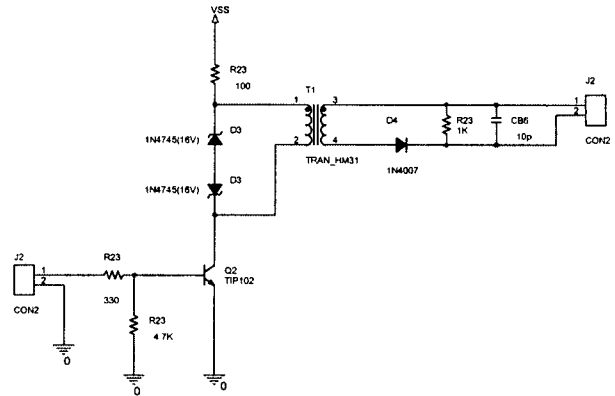 VSS
R23
100
T1
J2
1
3
1
2
D3
D4
R23
CB6
1N4745(16V)
1K
10p
2
4
CON2
TRAN_HM31
1N4007
D3
1N4745(16V)
J2
R23
Q2
1
2
TIP102
CON2
330
R23
4.7K
0
0
0